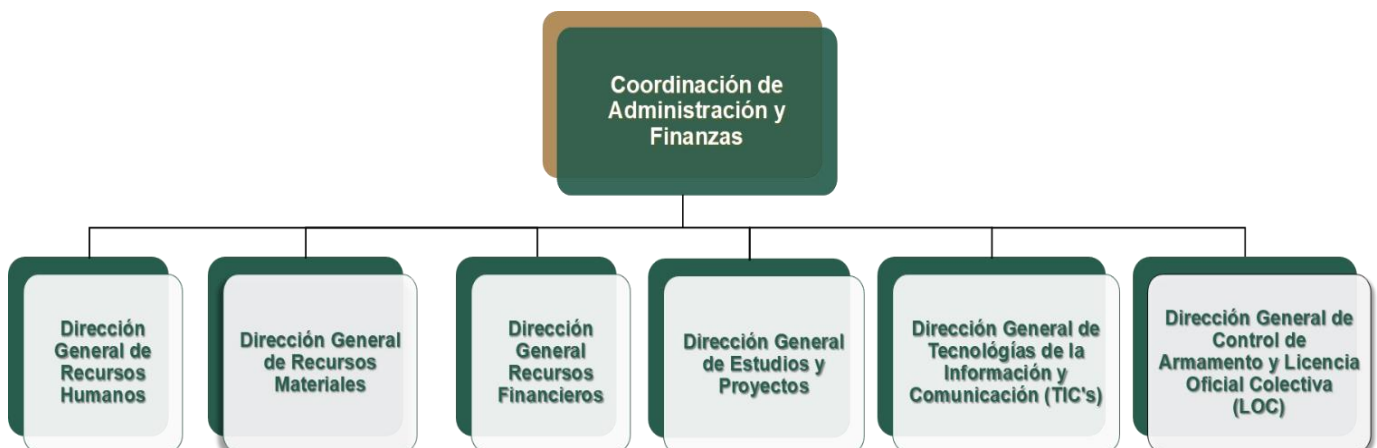 Coordinación de
Administración y
Finanzas
Dirección
General de
Recursos
Humanos
Dirección General
de Recursos
Materiales
Dirección
General
Recursos
Financieros
Dirección General
de Estudios y
Proyectos
Dirección General de
Tecnológías de la
Información y
Comunicación (TIC's)
Dirección General de
Control de
Armamento y Licencia
Oficial Colectiva
(LOC)